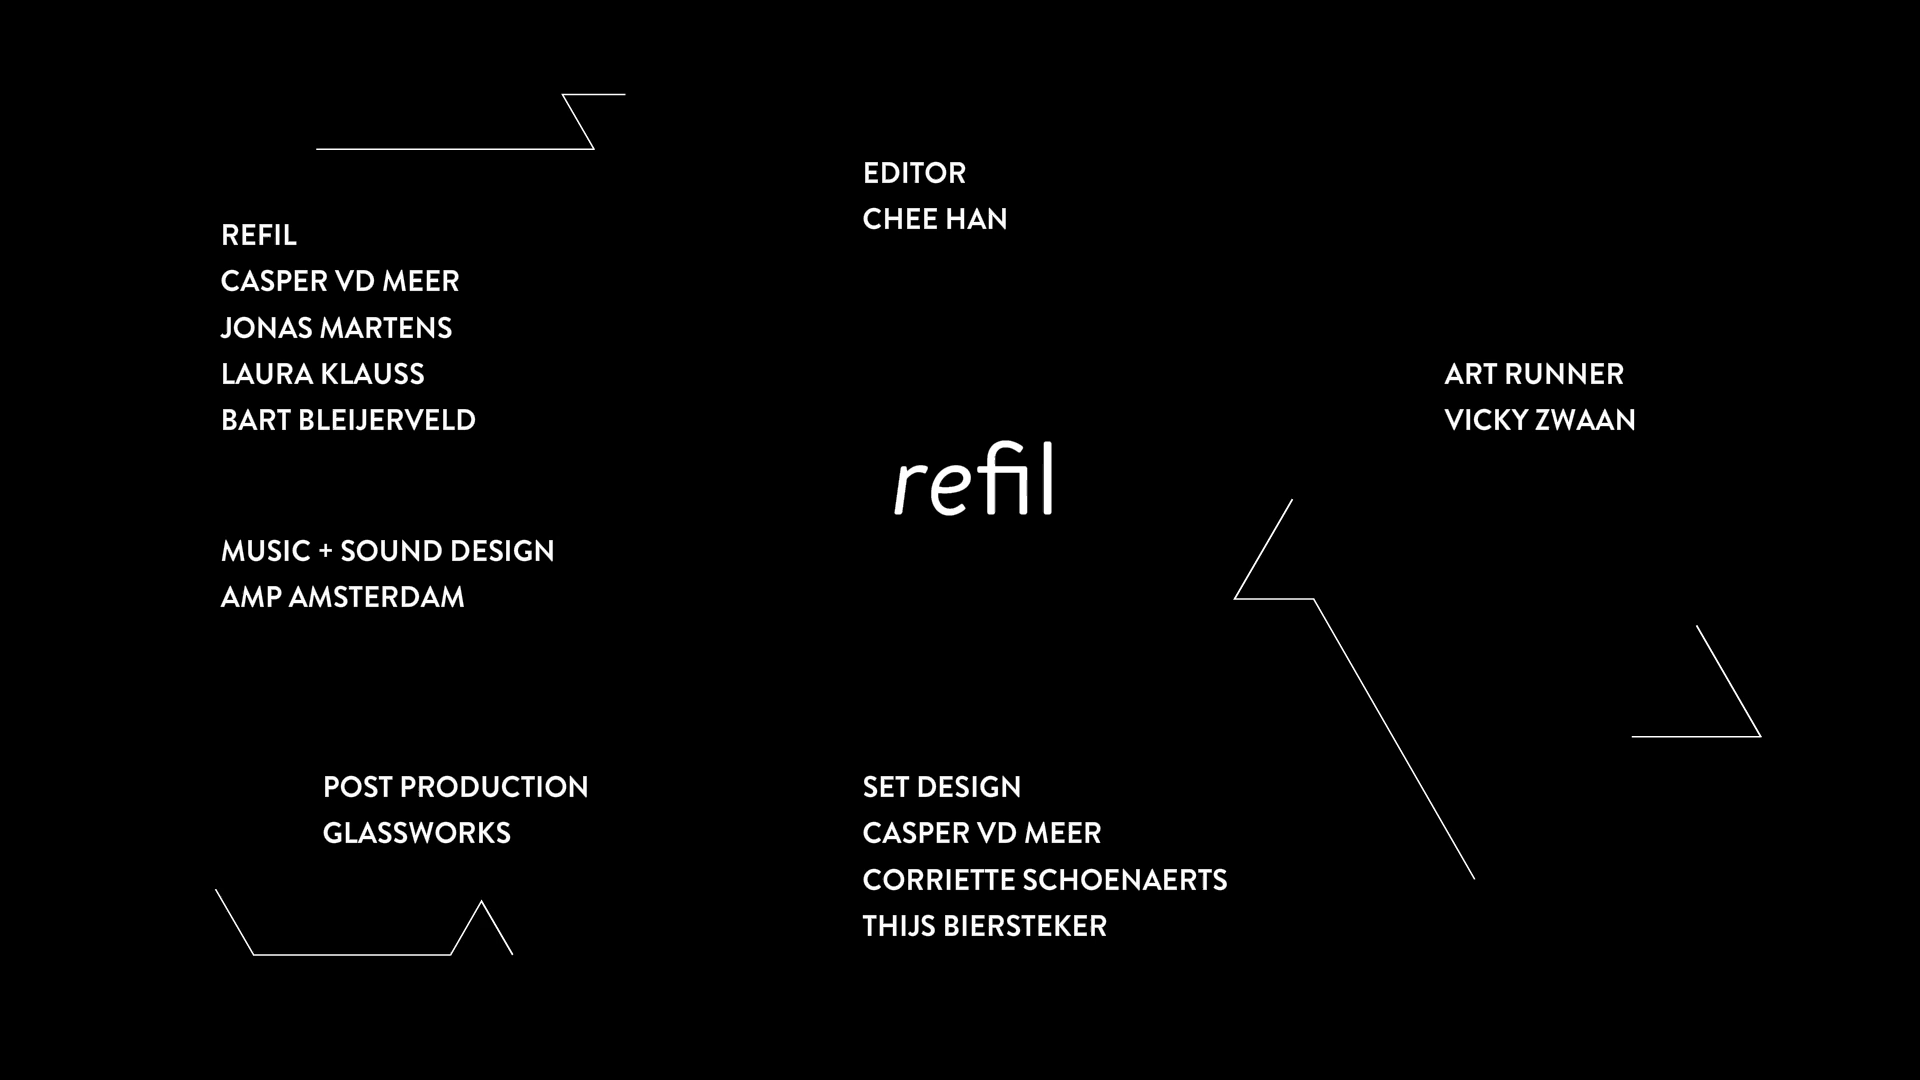 EDITOR
CHEE HAN
REFIL
CASPER VD MEER
JONAS MARTENS
LAURA KLAUSS
BART BLEIJERVELD
ART RUNNER
VICKY ZWAAN
refil
MUSIC + SOUND DESIGN
AMP AMSTERDAM
POST PRODUCTION
GLASSWORKS
SET DESIGN
CASPER VD MEER
CORRIETTE SCHOENAERTS
THIJS BIERSTEKER